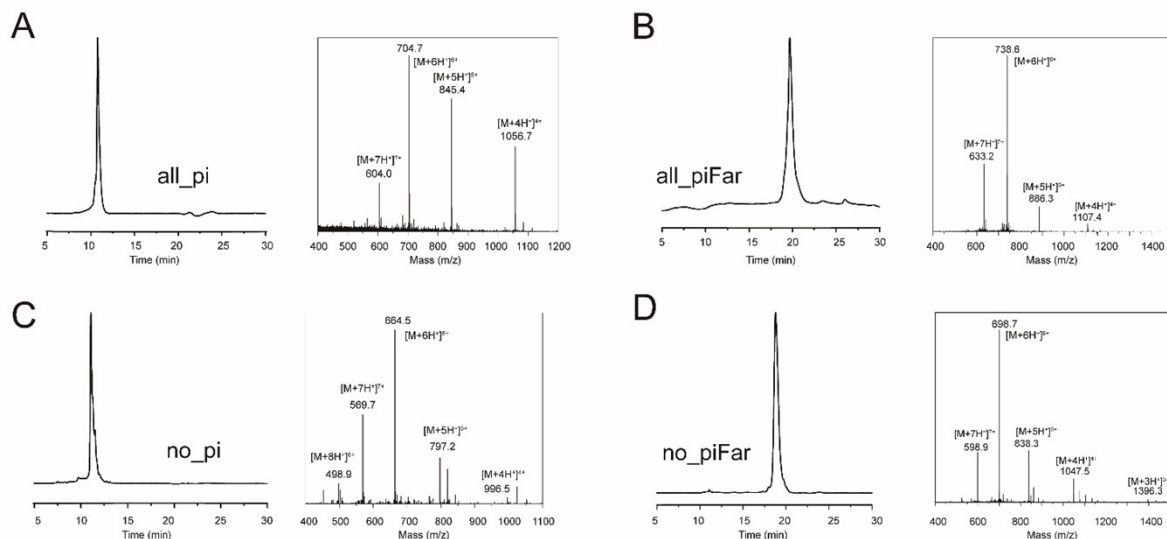 A
all_pi
5 10 15 20 25 30
Time (min)
704.7
[M+6H⁺]⁶⁺
[M+5H⁺]⁵⁺
845.4
[M+4H⁺]⁴⁺
1056.7
[M+7H⁺]⁷⁺
604.0
400 500 600 700 800 900 1000 1100 1200
Mass (m/z)
B
all_piFar
5 10 15 20 25 30
Time (min)
738.6
[M+6H⁺]⁶⁺
[M+7H⁺]⁷⁺
633.2
[M+5H⁺]⁵⁺
886.3
[M+4H⁺]⁴⁺
1107.4
400 600 800 1000 1200 1400
Mass (m/z)
C
no_pi
5 10 15 20 25 30
Time (min)
664.5
[M+6H⁺]⁶⁺
[M+7H⁺]⁷⁺
569.7
[M+5H⁺]⁵⁺
797.2
[M+8H⁺]⁸⁺
498.9
[M+4H⁺]⁴⁺
996.5
400 500 600 700 800 900 1000 1100
Mass (m/z)
D
no_piFar
5 10 15 20 25 30
Time (min)
698.7
[M+6H⁺]⁶⁺
[M+7H⁺]⁷⁺
598.9
[M+5H⁺]⁵⁺
838.3
[M+4H⁺]⁴⁺
1047.5
[M+3H⁺]³
1396.3
400 600 800 1000 1200 1400
Mass (m/z)